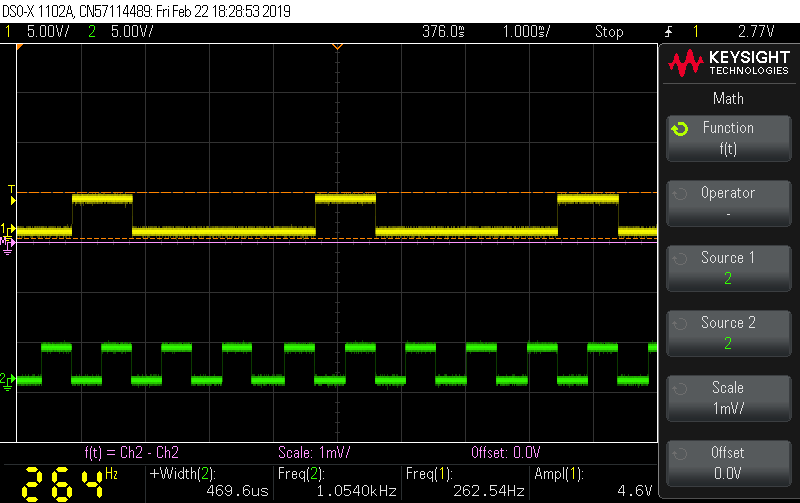 DSO-X 1102A, CN57114489: Fri Feb 22 18:28:53 2019
1 5.00V/ 2 5.00V/ 376.0s 1.000s/ Stop 1 2.77V
KEYSIGHT
TECHNOLOGIES
Math
Function
f(t)
Operator
-
Source 1
2
Source 2
2
Scale
1mV/
Offset
0.0V
T
1
2
f(t) = Ch2 - Ch2 Scale: 1mV/ Offset: 0.0V
264Hz
+Width(2): 469.6us
Freq(2): 1.0540kHz
Freq(1): 262.54Hz
Ampl(1): 4.6V